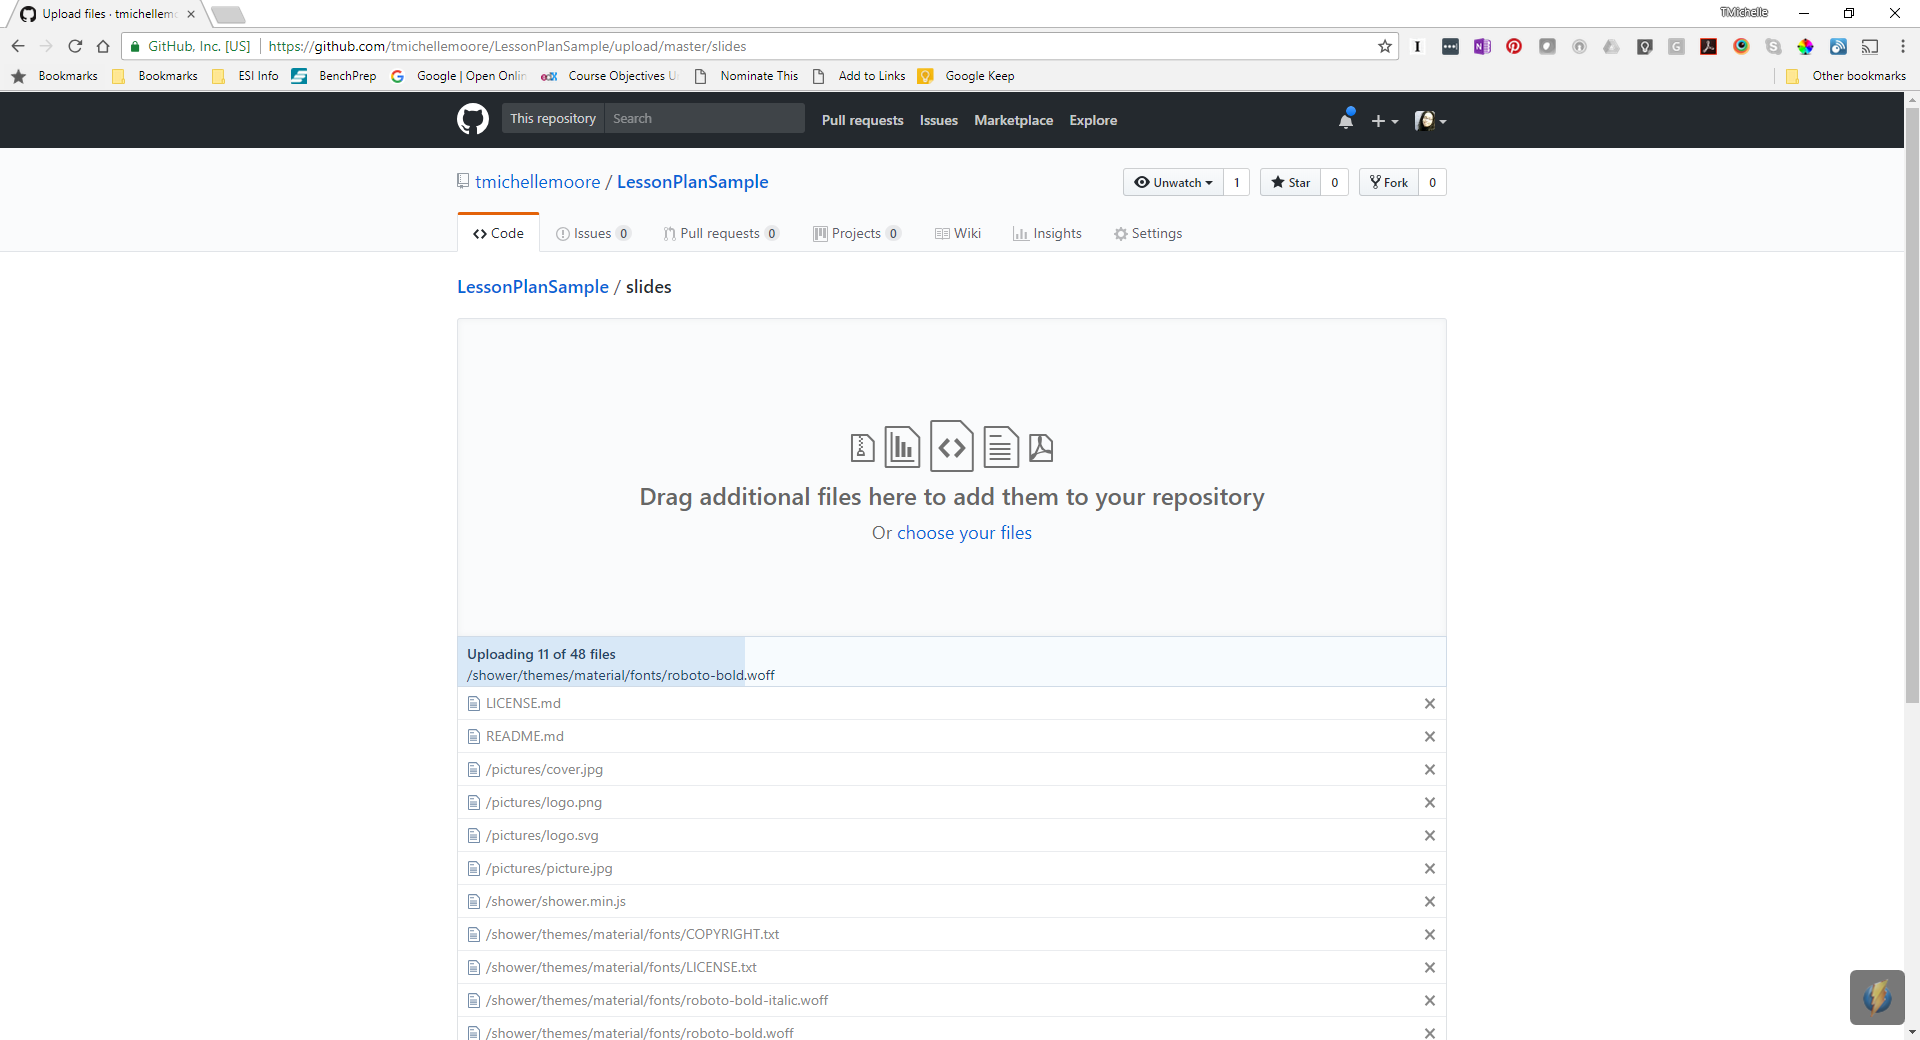 Upload files · tmichellemo
TMichelle
GitHub, Inc. [US] https://github.com/tmichellemoore/LessonPlanSample/upload/master/slides
Bookmarks Bookmarks ESI Info BenchPrep Google | Open Onlin Course Objectives U Nominate This Add to Links Google Keep Other bookmarks
This repository Search Pull requests Issues Marketplace Explore
tmichellemoore / LessonPlanSample Unwatch 1 Star 0 Fork 0
Code Issues 0 Pull requests 0 Projects 0 Wiki Insights Settings
LessonPlanSample / slides
Drag additional files here to add them to your repository
Or choose your files
Uploading 11 of 48 files
/shower/themes/material/fonts/roboto-bold.woff
LICENSE.md
README.md
/pictures/cover.jpg
/pictures/logo.png
/pictures/logo.svg
/pictures/picture.jpg
/shower/shower.min.js
/shower/themes/material/fonts/COPYRIGHT.txt
/shower/themes/material/fonts/LICENSE.txt
/shower/themes/material/fonts/roboto-bold-italic.woff
/shower/themes/material/fonts/roboto-bold.woff